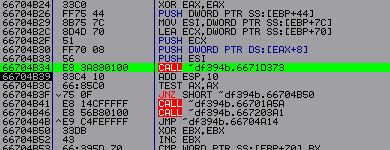 66704B24 33C0 XOR EAX,EAX
66704B26 FF75 44 PUSH DWORD PTR SS:[EBP+44]
66704B29 8B75 7C MOV ESI,DWORD PTR SS:[EBP+7C]
66704B2C 8D4D 70 LEA ECX,DWORD PTR SS:[EBP+70]
66704B2F 51 PUSH ECX
66704B30 FF70 08 PUSH DWORD PTR DS:[EAX+8]
66704B33 56 PUSH ESI
66704B34 E8 3A880100 CALL ~df394b.6671D373
66704B39 83C4 10 ADD ESP,10
66704B3C 66:85C0 TEST AX,AX
66704B3F 75 0F JNZ SHORT ~df394b.66704B50
66704B41 E8 14CFFFFF CALL ~df394b.66701A5A
66704B46 E8 56B80100 CALL ~df394b.667203A1
66704B4B E9 C4FEFFFF JMP ~df394b.66704A14
66704B50 33DB XOR EBX,EBX
66704B52 43 INC EBX